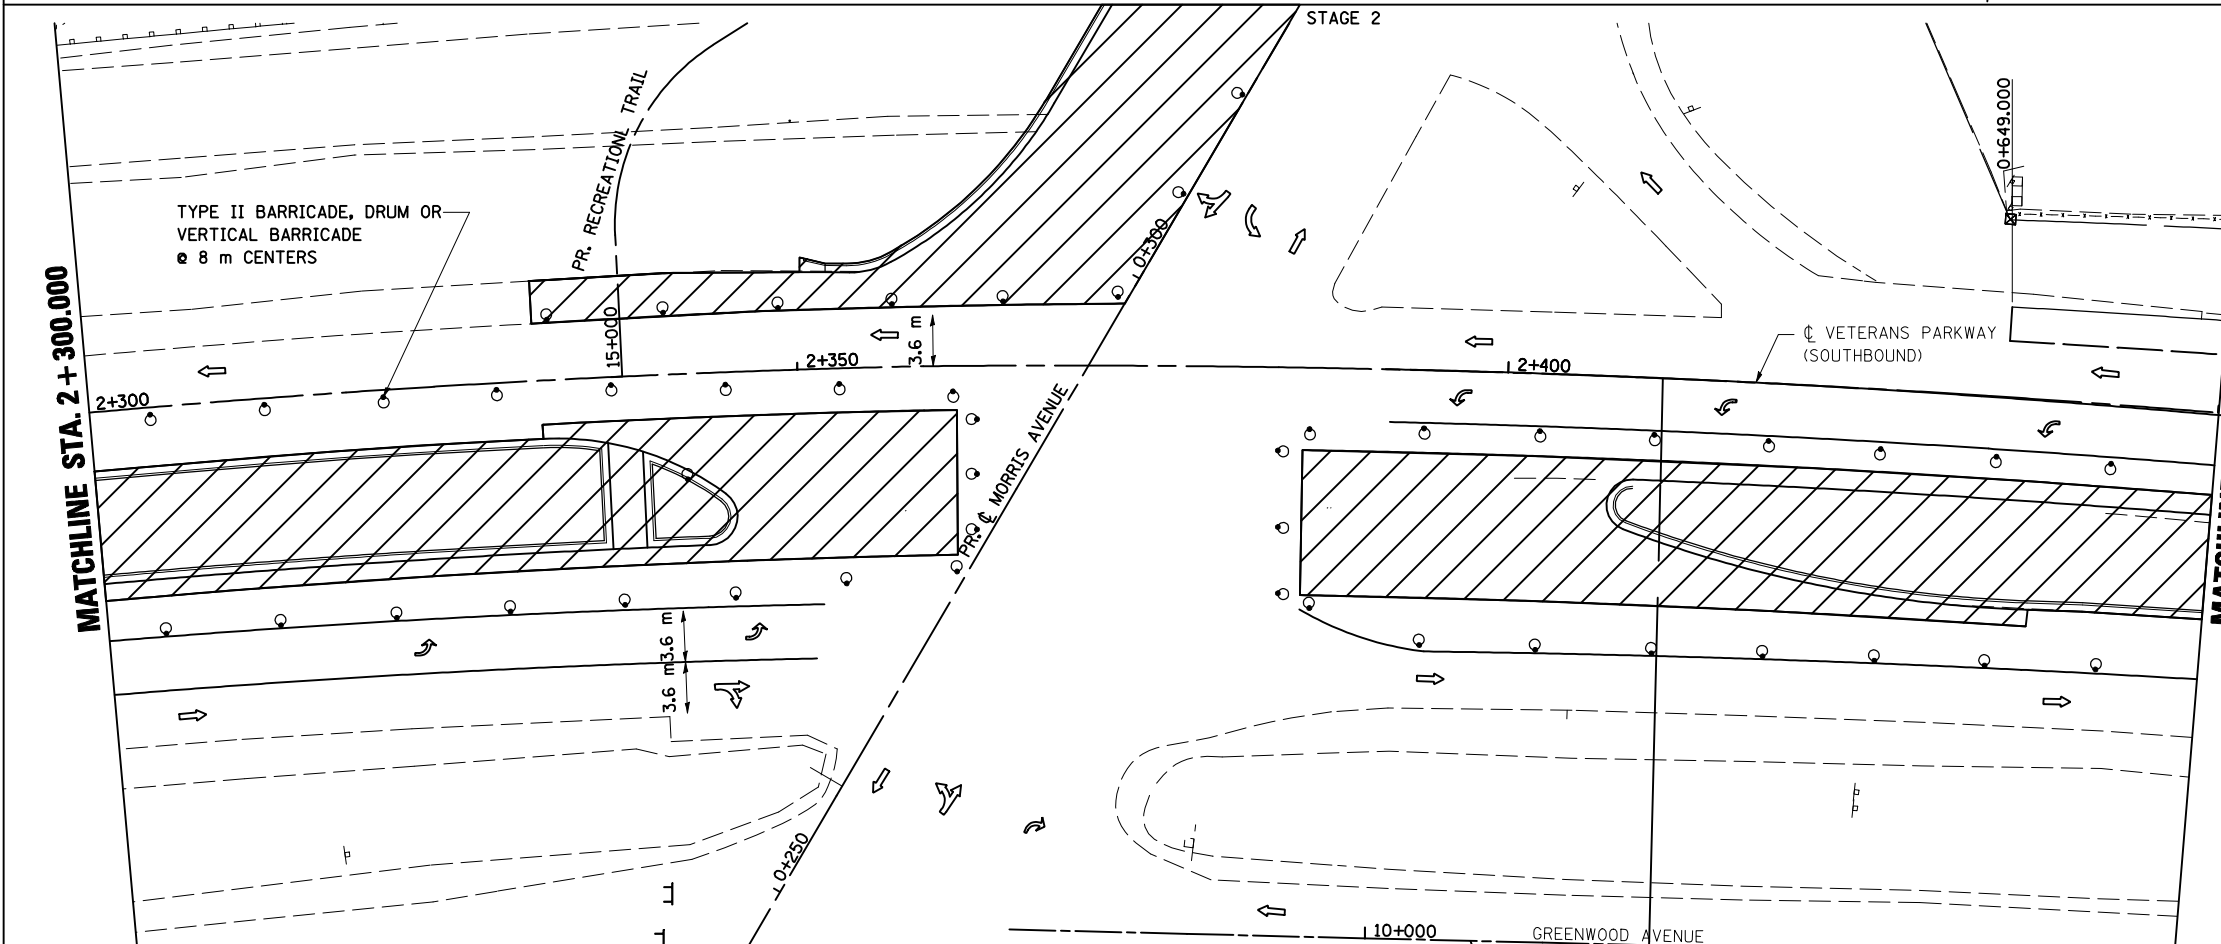 STAGE 2
PR. RECREATIONL TRAIL
0+649.000
TYPE II BARRICADE, DRUM OR
VERTICAL BARRICADE
@ 8 m CENTERS
0+300
MATCHLINE STA. 2+300.000
15+000
3.6 m
2+350
2+400
℄ VETERANS PARKWAY
(SOUTHBOUND)
2+300
PR. ℄ MORRIS AVENUE
3.6 m
3.6 m
0+250
10+000
GREENWOOD AVENUE